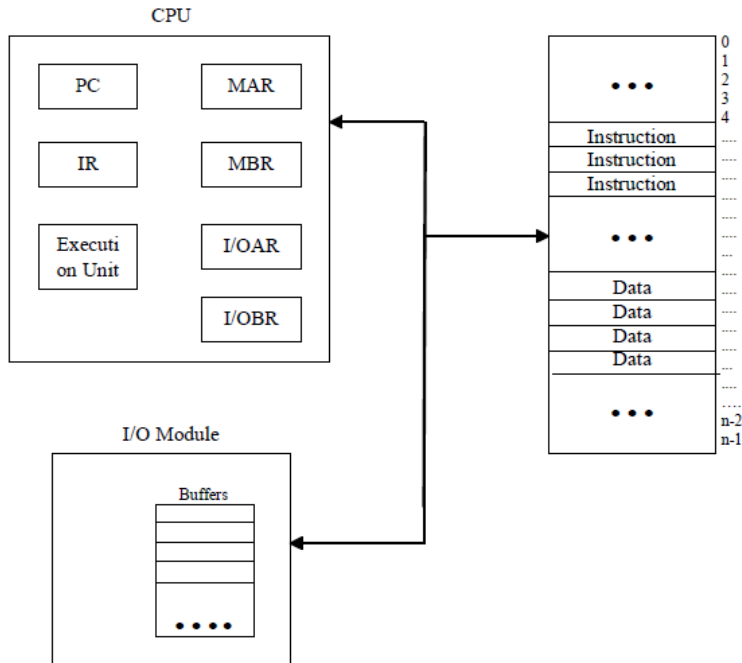 CPU
PC
MAR
IR
MBR
Executi
on Unit
I/OAR
I/OBR
0
1
2
3
4
Instruction
....
Instruction
....
Instruction
....
....
....
....
...
....
Data
....
Data
....
Data
....
Data
...
....
....
n-2
n-1
I/O Module
Buffers